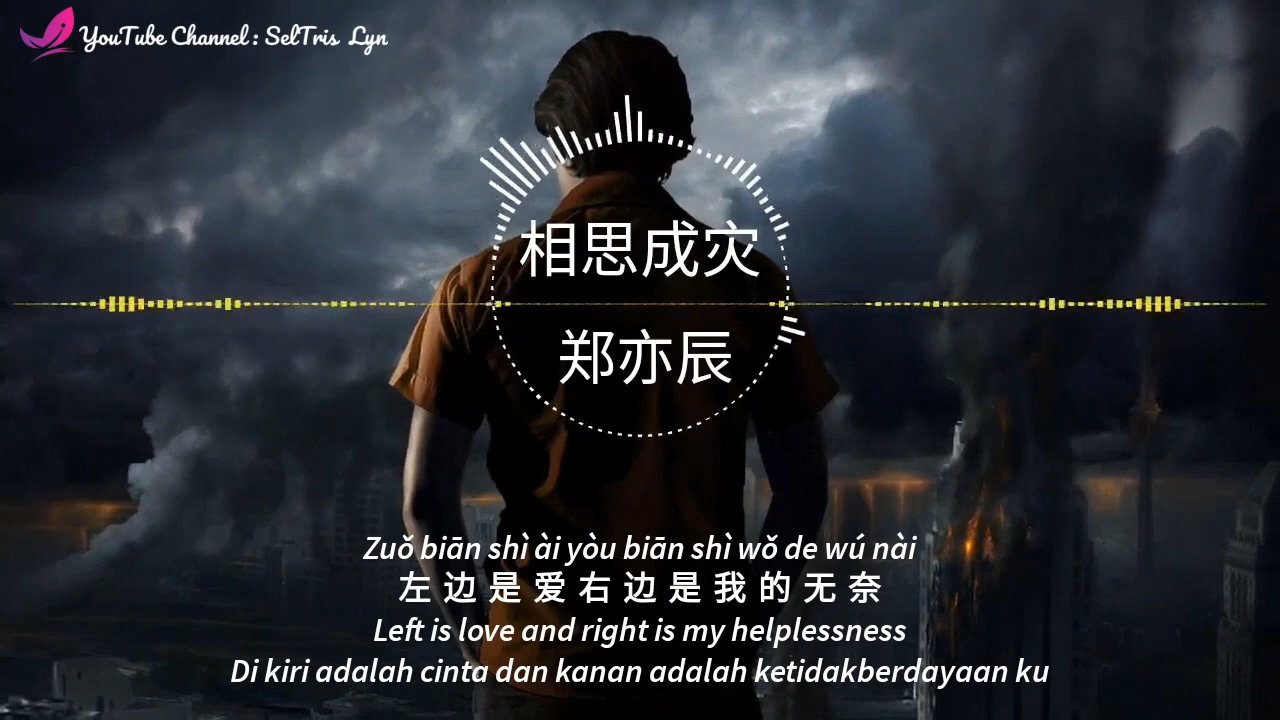 YouTube Channel : SelTris Lyn
相思成灾
郑亦辰
Zuǒ biān shì ài yòu biān shì wǒ de wú nài
左边是爱右边是我的无奈
Left is love and right is my helplessness
Di kiri adalah cinta dan kanan adalah ketidakberdayaan ku